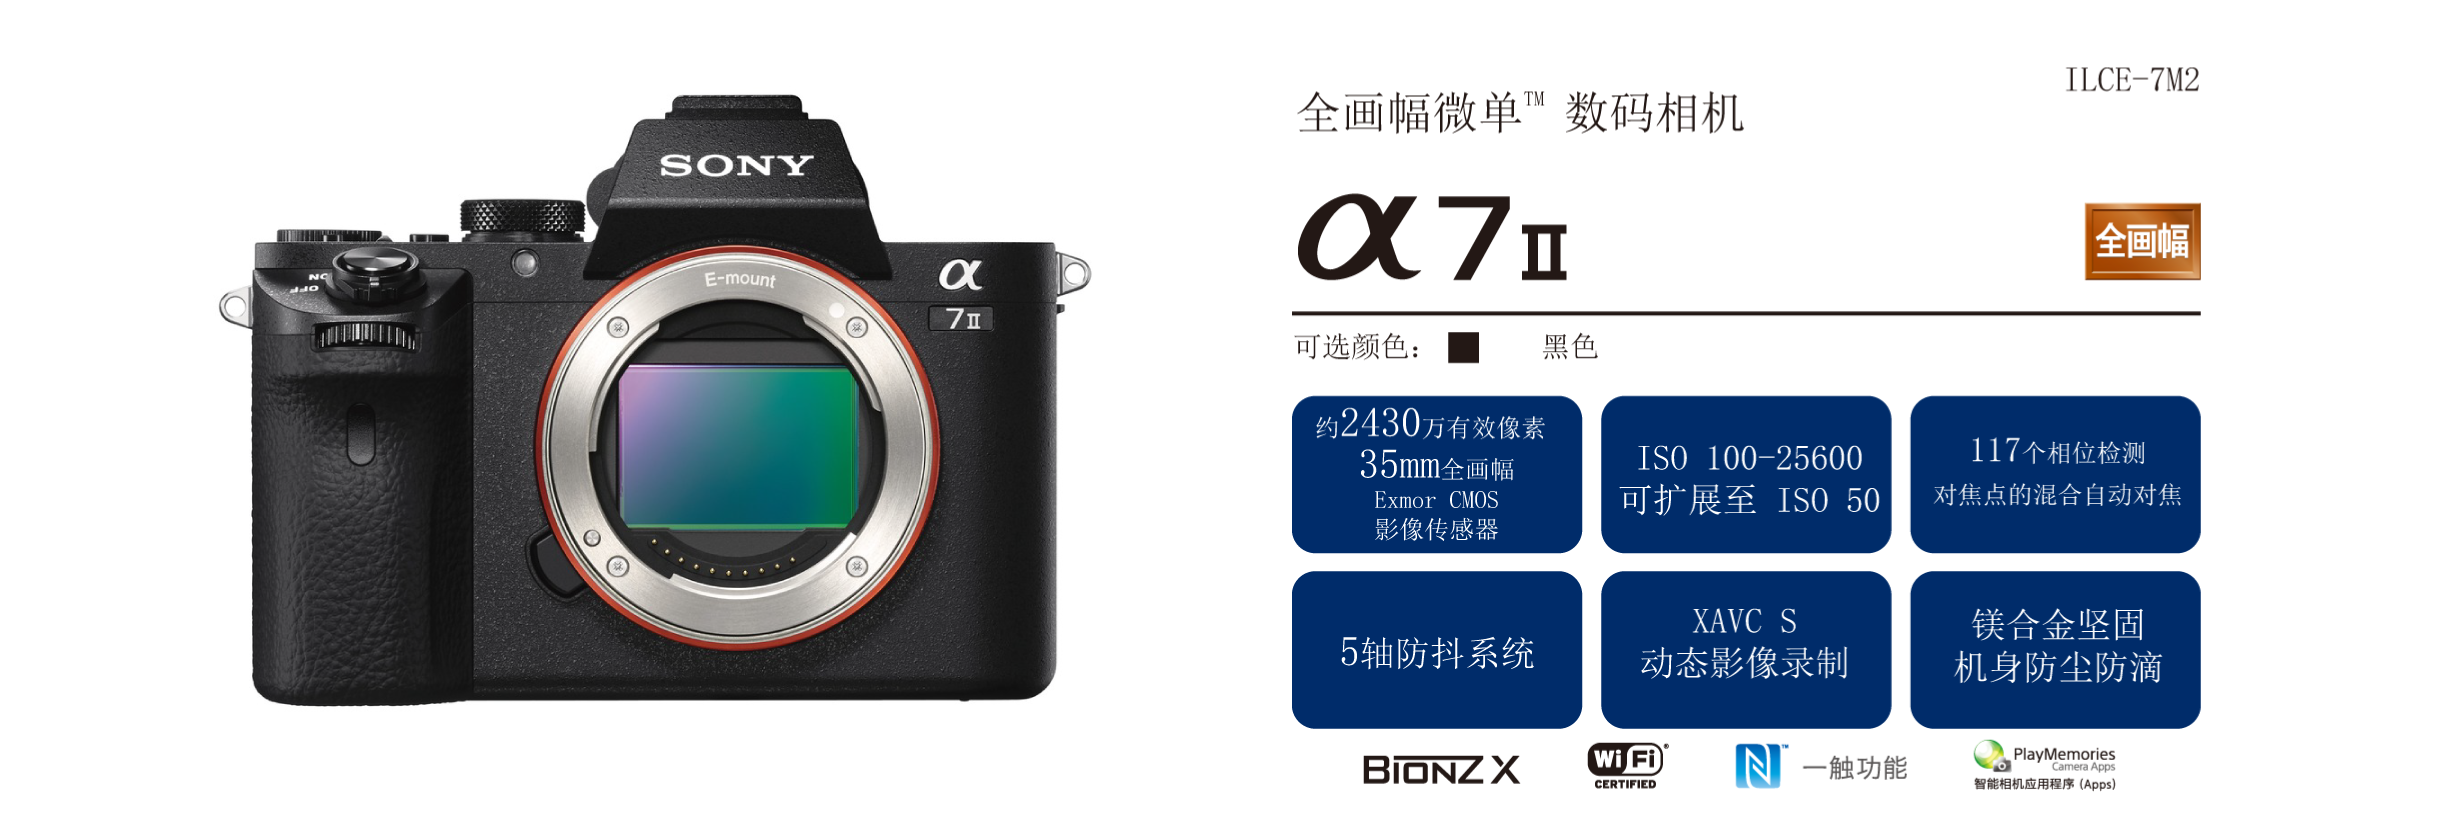 SONY
NO
OFF
E-mount
α
7II
ILCE-7M2
全画幅微单™ 数码相机
α7II
全画幅
可选颜色： 黑色
约2430万有效像素
35mm全画幅
Exmor CMOS
影像传感器
ISO 100-25600
可扩展至 ISO 50
117个相位检测
对焦点的混合自动对焦
5轴防抖系统
XAVC S
动态影像录制
镁合金坚固
机身防尘防滴
BIONZ X
Wi Fi®
CERTIFIED
N™ 一触功能
PlayMemories
Camera Apps
智能相机应用程序 (Apps)